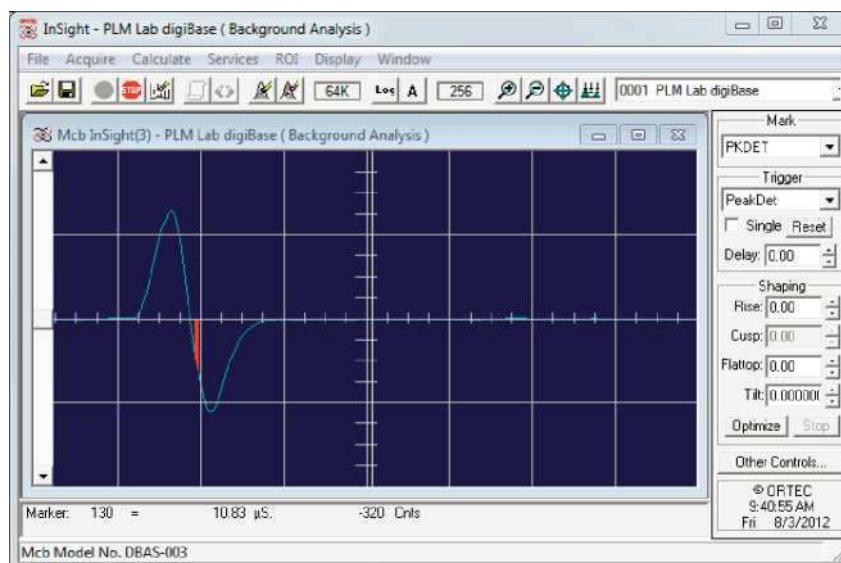 InSight - PLM Lab digiBase ( Background Analysis )
File Acquire Calculate Services ROI Display Window
STOP 64K Log A 256 0001 PLM Lab digiBase
Mcb InSight(3) - PLM Lab digiBase ( Background Analysis )
Mark
PKDET
Trigger
PeakDet
Single Reset
Delay: 0.00
Shaping
Rise: 0.00
Cusp: 0.00
Flattop: 0.00
Tilt: 0.00000(
Optimize Stop
Other Controls...
© ORTEC
9:40:55 AM
Fri 8/3/2012
Marker: 130 = 10.83 µS. -320 Cnts
Mcb Model No. DBAS-003